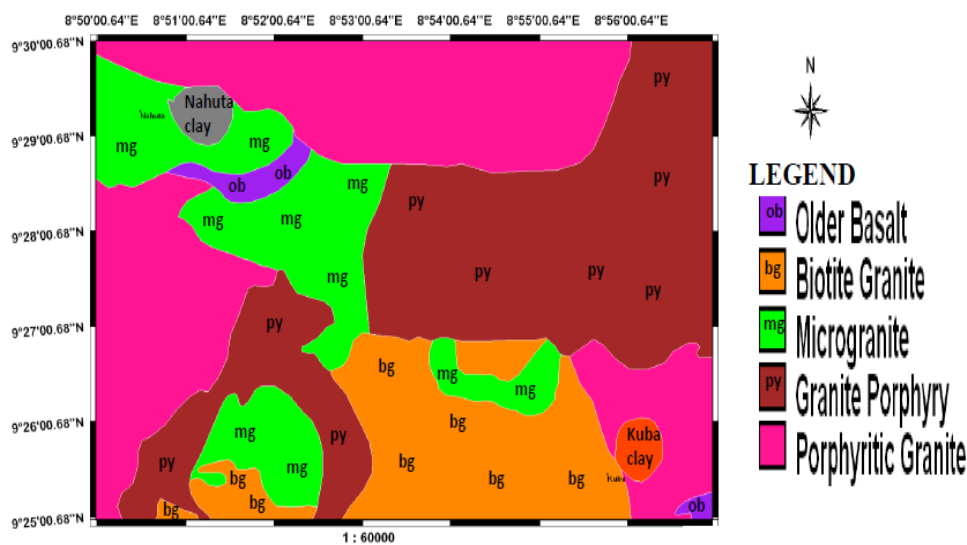 8°50'00.64"E 8°51'00.64"E 8°52'00.64"E 8°53'00.64"E 8°54'00.64"E 8°55'00.64"E 8°56'00.64"E
9°30'00.68"N
py
Nahuta
clay
Nahuta
9°29'00.68"N
mg
mg
ob
ob
mg
py
py
mg
mg
9°28'00.68"N
mg
py
py
py
9°27'00.68"N
py
bg
mg
mg
bg
9°26'00.68"N
mg
py
Kuba
clay
py
mg
bg
bg
bg
bg
Kuba
bg
bg
ob
9°25'00.68"N
1 : 60000
N
LEGEND
ob Older Basalt
bg Biotite Granite
mg Microgranite
py Granite Porphyry
Porphyritic Granite